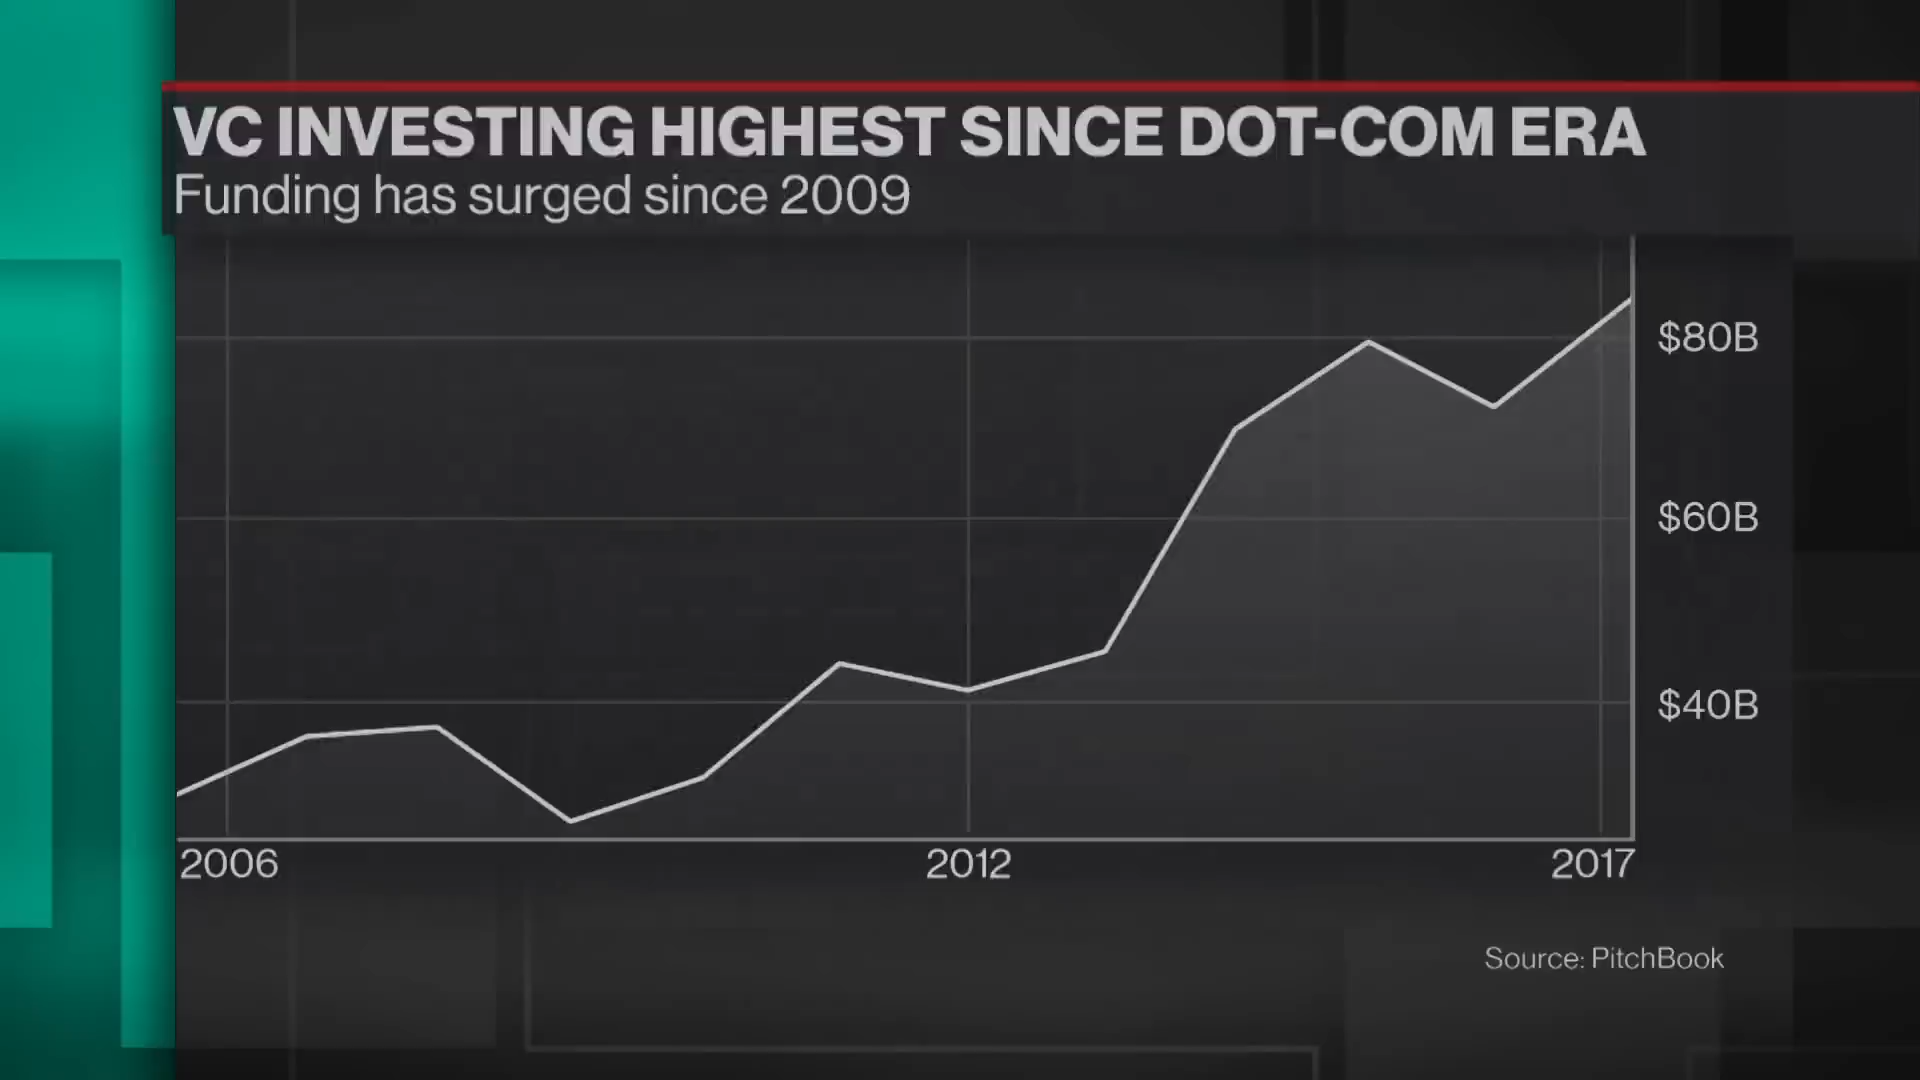 VC INVESTING HIGHEST SINCE DOT-COM ERA
Funding has surged since 2009
$80B
$60B
$40B
2006 2012 2017
Source: PitchBook